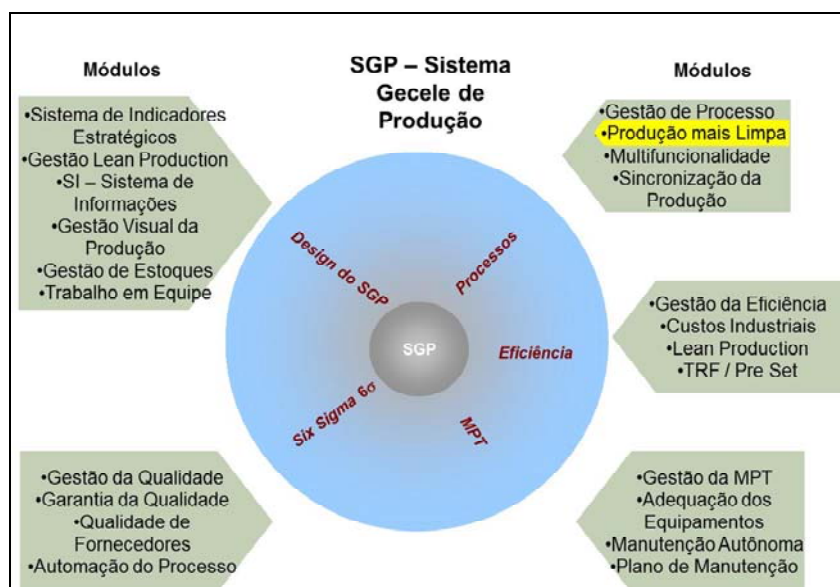 SGP – Sistema
Gecele de
Produção
Módulos
•Sistema de Indicadores
Estratégicos
•Gestão Lean Production
•SI – Sistema de
Informações
•Gestão Visual da
Produção
•Gestão de Estoques
•Trabalho em Equipe
Módulos
•Gestão de Processo
•Produção mais Limpa
•Multifuncionalidade
•Sincronização da
Produção
Design do SGP
Processos
SGP
Eficiência
Six Sigma 6σ
MPT
•Gestão da Eficiência
•Custos Industriais
•Lean Production
•TRF / Pre Set
•Gestão da Qualidade
•Garantia da Qualidade
•Qualidade de
Fornecedores
•Automação do Processo
•Gestão da MPT
•Adequação dos
Equipamentos
•Manutenção Autônoma
•Plano de Manutenção